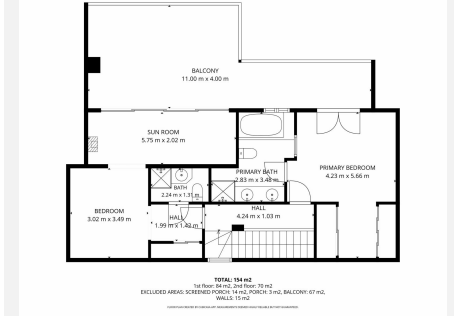 BALCONY
11.00 m x 4.00 m
SUN ROOM
5.75 m x 2.02 m
PRIMARY BATH
2.83 m x 3.48 m
PRIMARY BEDROOM
4.23 m x 5.66 m
BATH
2.24 m x 1.31 m
BEDROOM
3.02 m x 3.49 m
HALL
1.99 m x 1.42 m
HALL
4.24 m x 1.03 m
TOTAL: 154 m2
1st floor: 84 m2, 2nd floor: 70 m2
EXCLUDED AREAS: SCREENED PORCH: 14 m2, PORCH: 3 m2, BALCONY: 67 m2,
WALLS: 15 m2